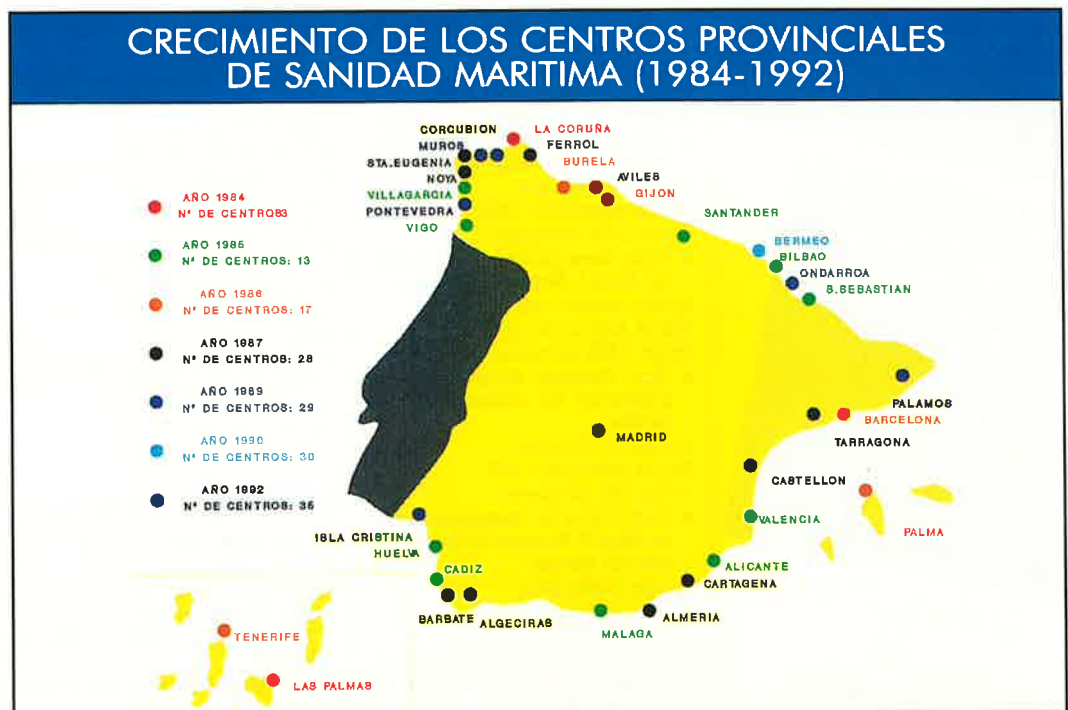 CRECIMIENTO DE LOS CENTROS PROVINCIALES
DE SANIDAD MARITIMA (1984-1992)
CORCUBION
LA CORUÑA
MUROS
FERROL
STA.EUGENIA
BURELA
NOYA
AVILES
VILLAGARCIA
GIJON
PONTEVEDRA
VIGO
SANTANDER
BERMEO
BILBAO
ONDARROA
S.SEBASTIAN
AÑO 1984
Nº DE CENTROS3
AÑO 1985
Nº DE CENTROS: 13
AÑO 1986
Nº DE CENTROS: 17
AÑO 1987
Nº DE CENTROS: 28
AÑO 1989
Nº DE CENTROS: 29
AÑO 1990
Nº DE CENTROS: 30
AÑO 1992
Nº DE CENTROS: 35
PALAMOS
BARCELONA
TARRAGONA
MADRID
CASTELLON
VALENCIA
PALMA
ISLA CRISTINA
HUELVA
CADIZ
ALICANTE
CARTAGENA
BARBATE
ALGECIRAS
MALAGA
ALMERIA
TENERIFE
LAS PALMAS